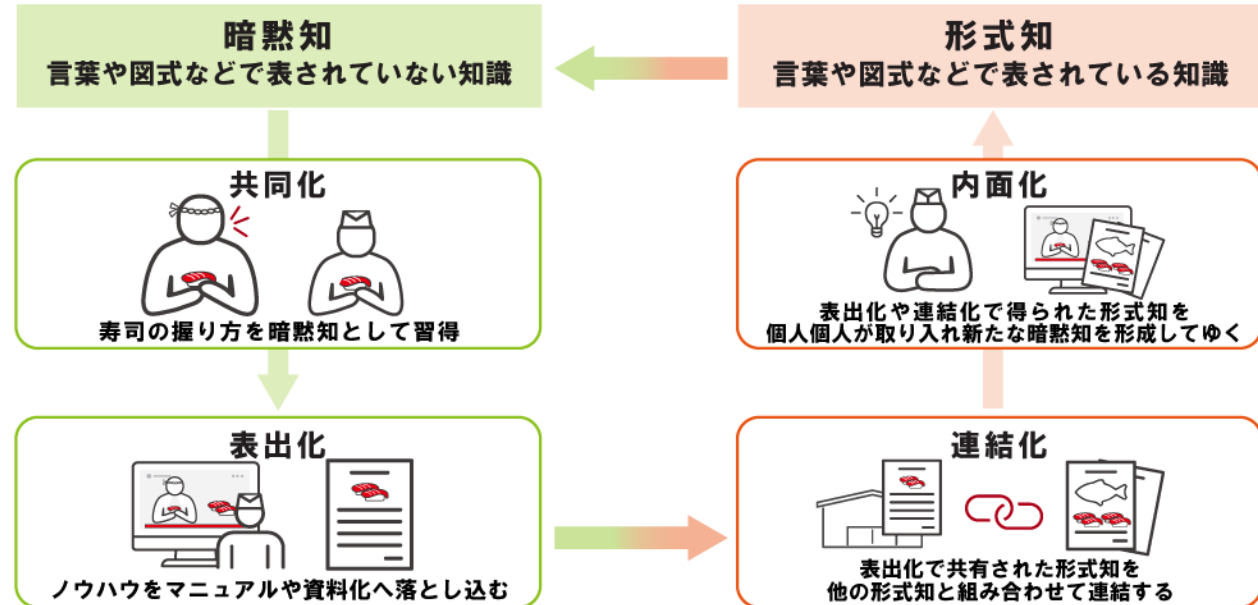 暗黙知
言葉や図式などで表されていない知識
形式知
言葉や図式などで表されている知識
共同化
寿司の握り方を暗黙知として習得
内面化
表出化や連結化で得られた形式知を
個人個人が取り入れ新たな暗黙知を形成してゆく
表出化
ノウハウをマニュアルや資料化へ落とし込む
連結化
表出化で共有された形式知を
他の形式知と組み合わせて連結する